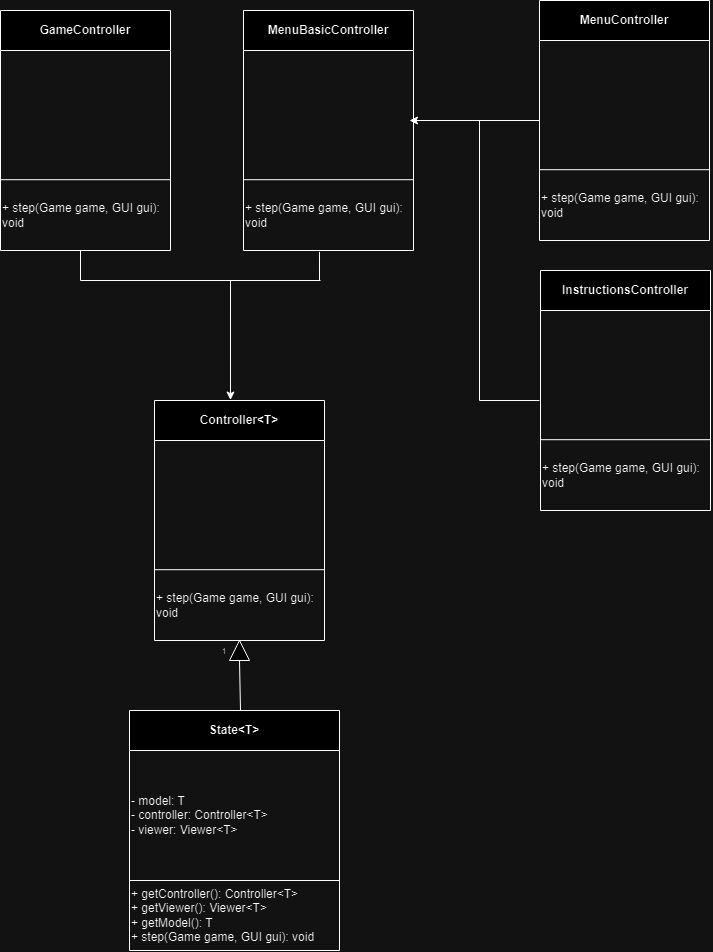 GameController
+ step(Game game, GUI gui):
void
MenuBasicController
+ step(Game game, GUI gui):
void
MenuController
+ step(Game game, GUI gui):
void
InstructionsController
+ step(Game game, GUI gui):
void
Controller<T>
+ step(Game game, GUI gui):
void
1
State<T>
- model: T
- controller: Controller<T>
- viewer: Viewer<T>
+ getController(): Controller<T>
+ getViewer(): Viewer<T>
+ getModel(): T
+ step(Game game, GUI gui): void